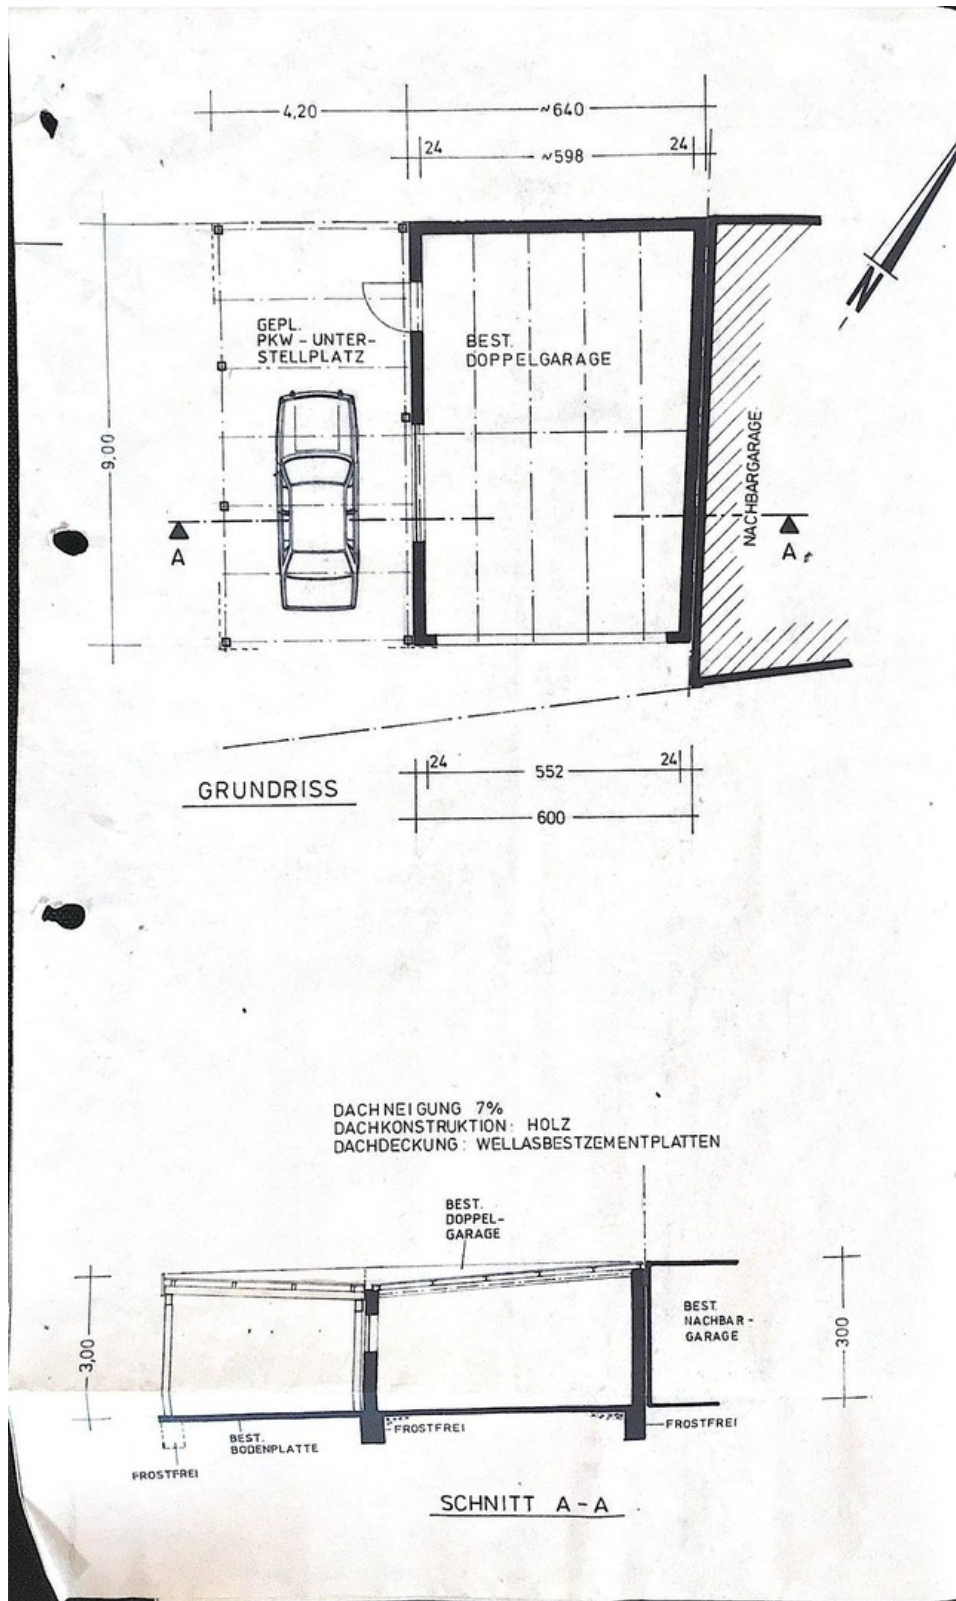 4,20
~640
24
~598
24
N
GEPL.
PKW - UNTER-
STELLPLATZ
BEST.
DOPPELGARAGE
9,00
NACHBARGARAGE
A
A
24
552
24
600
GRUNDRISS
DACHNEIGUNG 7%
DACHKONSTRUKTION: HOLZ
DACHDECKUNG: WELLASBESTZEMENTPLATTEN
BEST.
DOPPEL-
GARAGE
3,00
BEST.
NACHBAR-
GARAGE
300
BEST.
BODENPLATTE
FROSTFREI
FROSTFREI
FROSTFREI
SCHNITT A-A